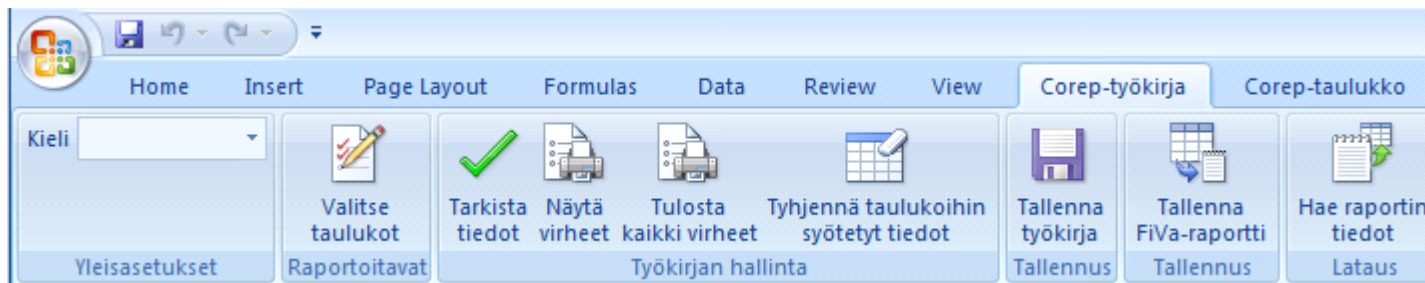 Home Insert Page Layout Formulas Data Review View Corep-työkirja Corep-taulukko
Kieli
Valitse taulukot
Tarkista tiedot
Näytä virheet
Tulosta kaikki virheet
Tyhjennä taulukoihin syötetyt tiedot
Tallenna työkirja
Tallenna FiVa-raportti
Hae raportin tiedot
Yleisasetukset Raportoitavat Työkirjan hallinta Tallennus Tallennus Lataus